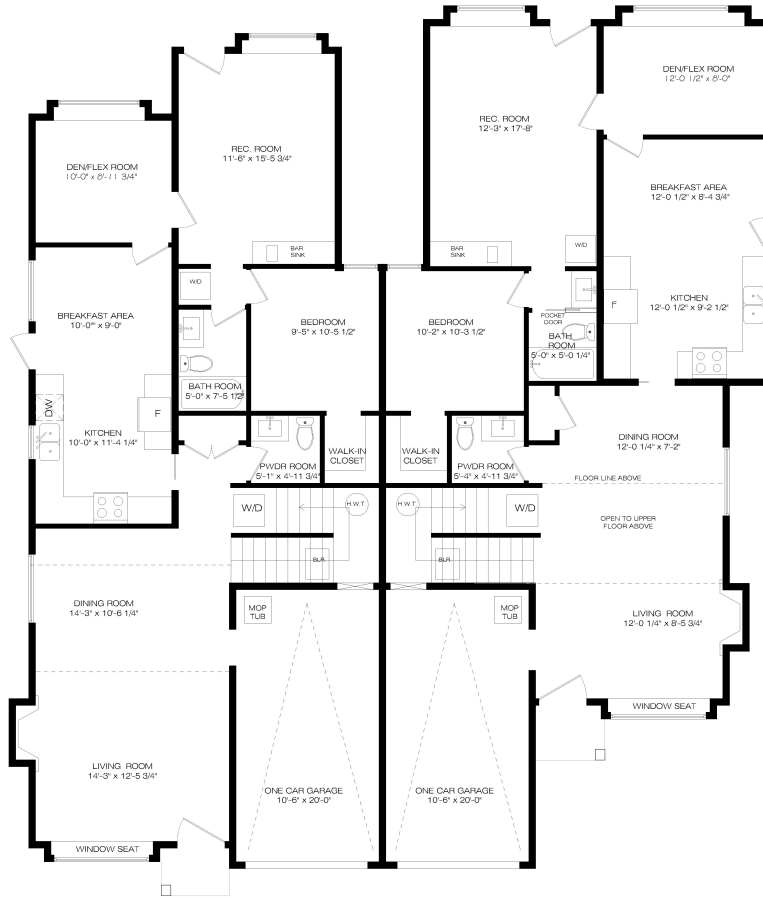 DEN/FLEX ROOM
12'-0 1/2" x 8'-0"
REC. ROOM
12'-3" x 17'-8"
REC. ROOM
11'-6" x 15'-5 3/4"
DEN/FLEX ROOM
10'-0" x 8'-11 3/4"
BREAKFAST AREA
12'-0 1/2" x 8'-4 3/4"
BAR
SINK
BAR
SINK
W/D
W/D
BREAKFAST AREA
10'-0"" x 9'-0"
BEDROOM
9'-5" x 10'-5 1/2"
BEDROOM
10'-2" x 10'-3 1/2"
POCKET
DOOR
BATH
ROOM
5'-0" x 5'-0 1/4"
F
KITCHEN
12'-0 1/2" x 9'-2 1/2"
BATH ROOM
5'-0" x 7'-5 1/2"
DW
F
KITCHEN
10'-0" x 11'-4 1/4"
PWDR ROOM
5'-1" x 4'-11 3/4"
WALK-IN
CLOSET
WALK-IN
CLOSET
PWDR ROOM
5'-4" x 4'-11 3/4"
DINING ROOM
12'-0 1/4" x 7'-2"
FLOOR LINE ABOVE
OPEN TO UPPER
FLOOR ABOVE
W/D
H.W.T
H.W.T
W/D
BLR
BLR
DINING ROOM
14'-3" x 10'-6 1/4"
MOP
TUB
MOP
TUB
LIVING ROOM
12'-0 1/4" x 8'-5 3/4"
WINDOW SEAT
LIVING ROOM
14'-3" x 12'-5 3/4"
ONE CAR GARAGE
10'-6" x 20'-0"
ONE CAR GARAGE
10'-6" x 20'-0"
WINDOW SEAT